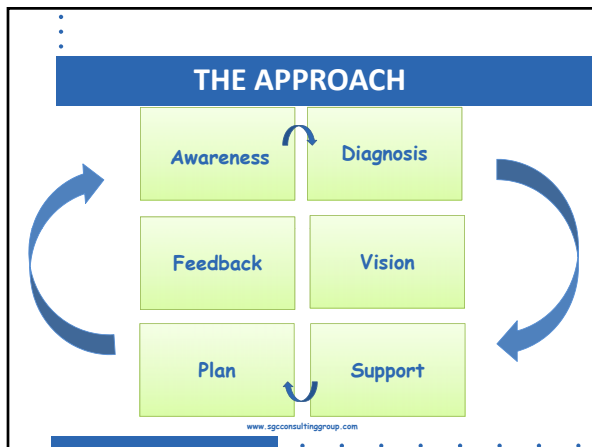 THE APPROACH
Awareness
Diagnosis
Feedback
Vision
Plan
Support
www.sgcconsultinggroup.com